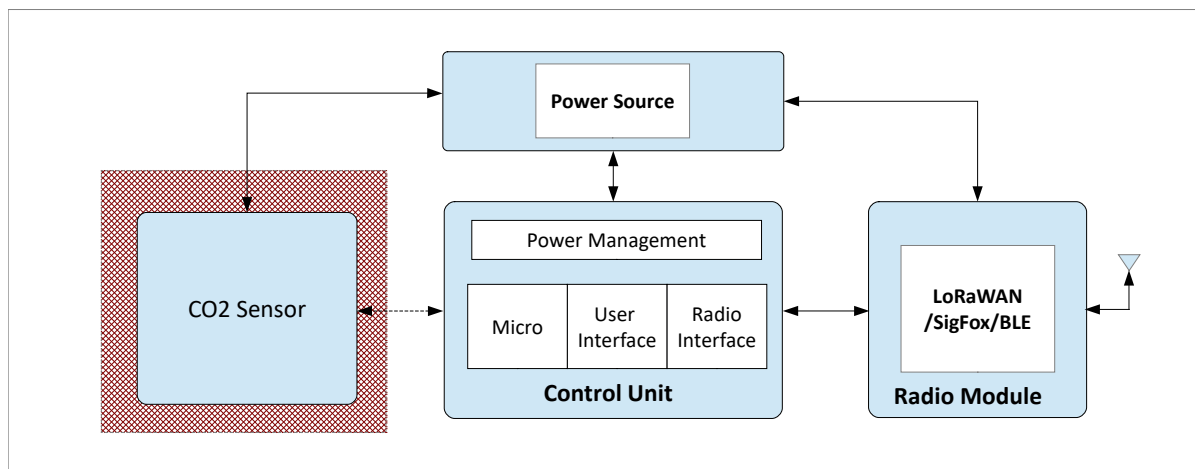 Power Source
Power Management
CO2 Sensor
Micro
User
Interface
Radio
Interface
Control Unit
LoRaWAN
/SigFox/BLE
Radio Module